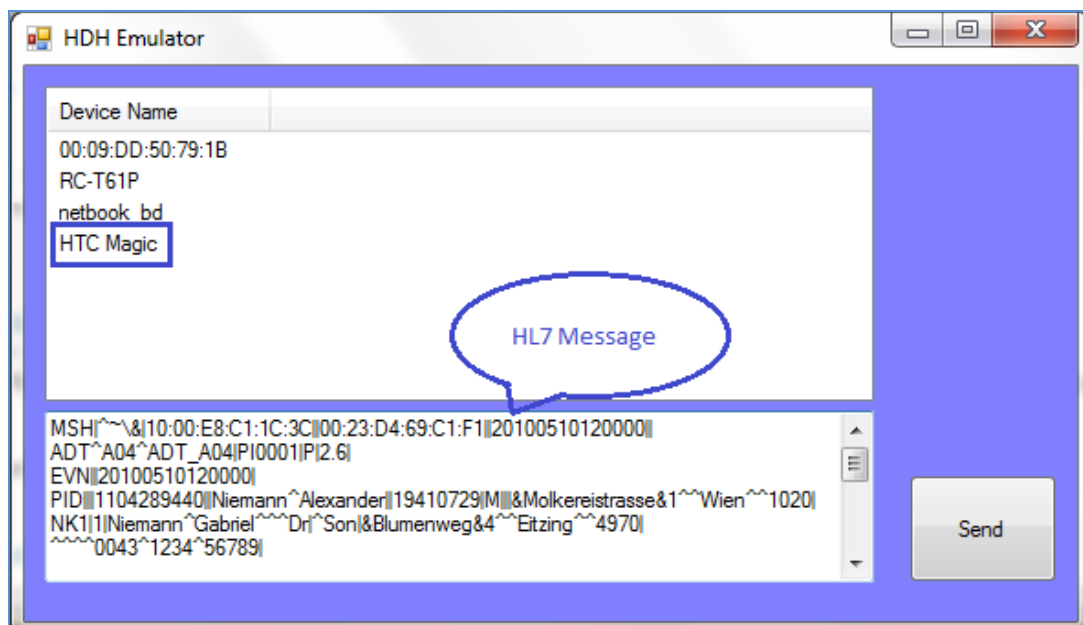 HDH Emulator
Device Name
00:09:DD:50:79:1B
RC-T61P
netbook_bd
HTC Magic
HL7 Message
MSH|^~\&|10:00:E8:C1:1C:3C|||00:23:D4:69:C1:F1|||20100510120000|||
ADT^A04^ADT_A04|PI0001|P|2.6|
EVN|||20100510120000|
PID|||1104289440|||Niemann^Alexander|||19410729|M||||&Molkereistrasse&1^^Wien^^1020|
NK1|1||Niemann^Gabriel^^^Dr|^Son|&Blumenweg&4^^Eitzing^^4970|
^^^^0043^1234^56789|
Send